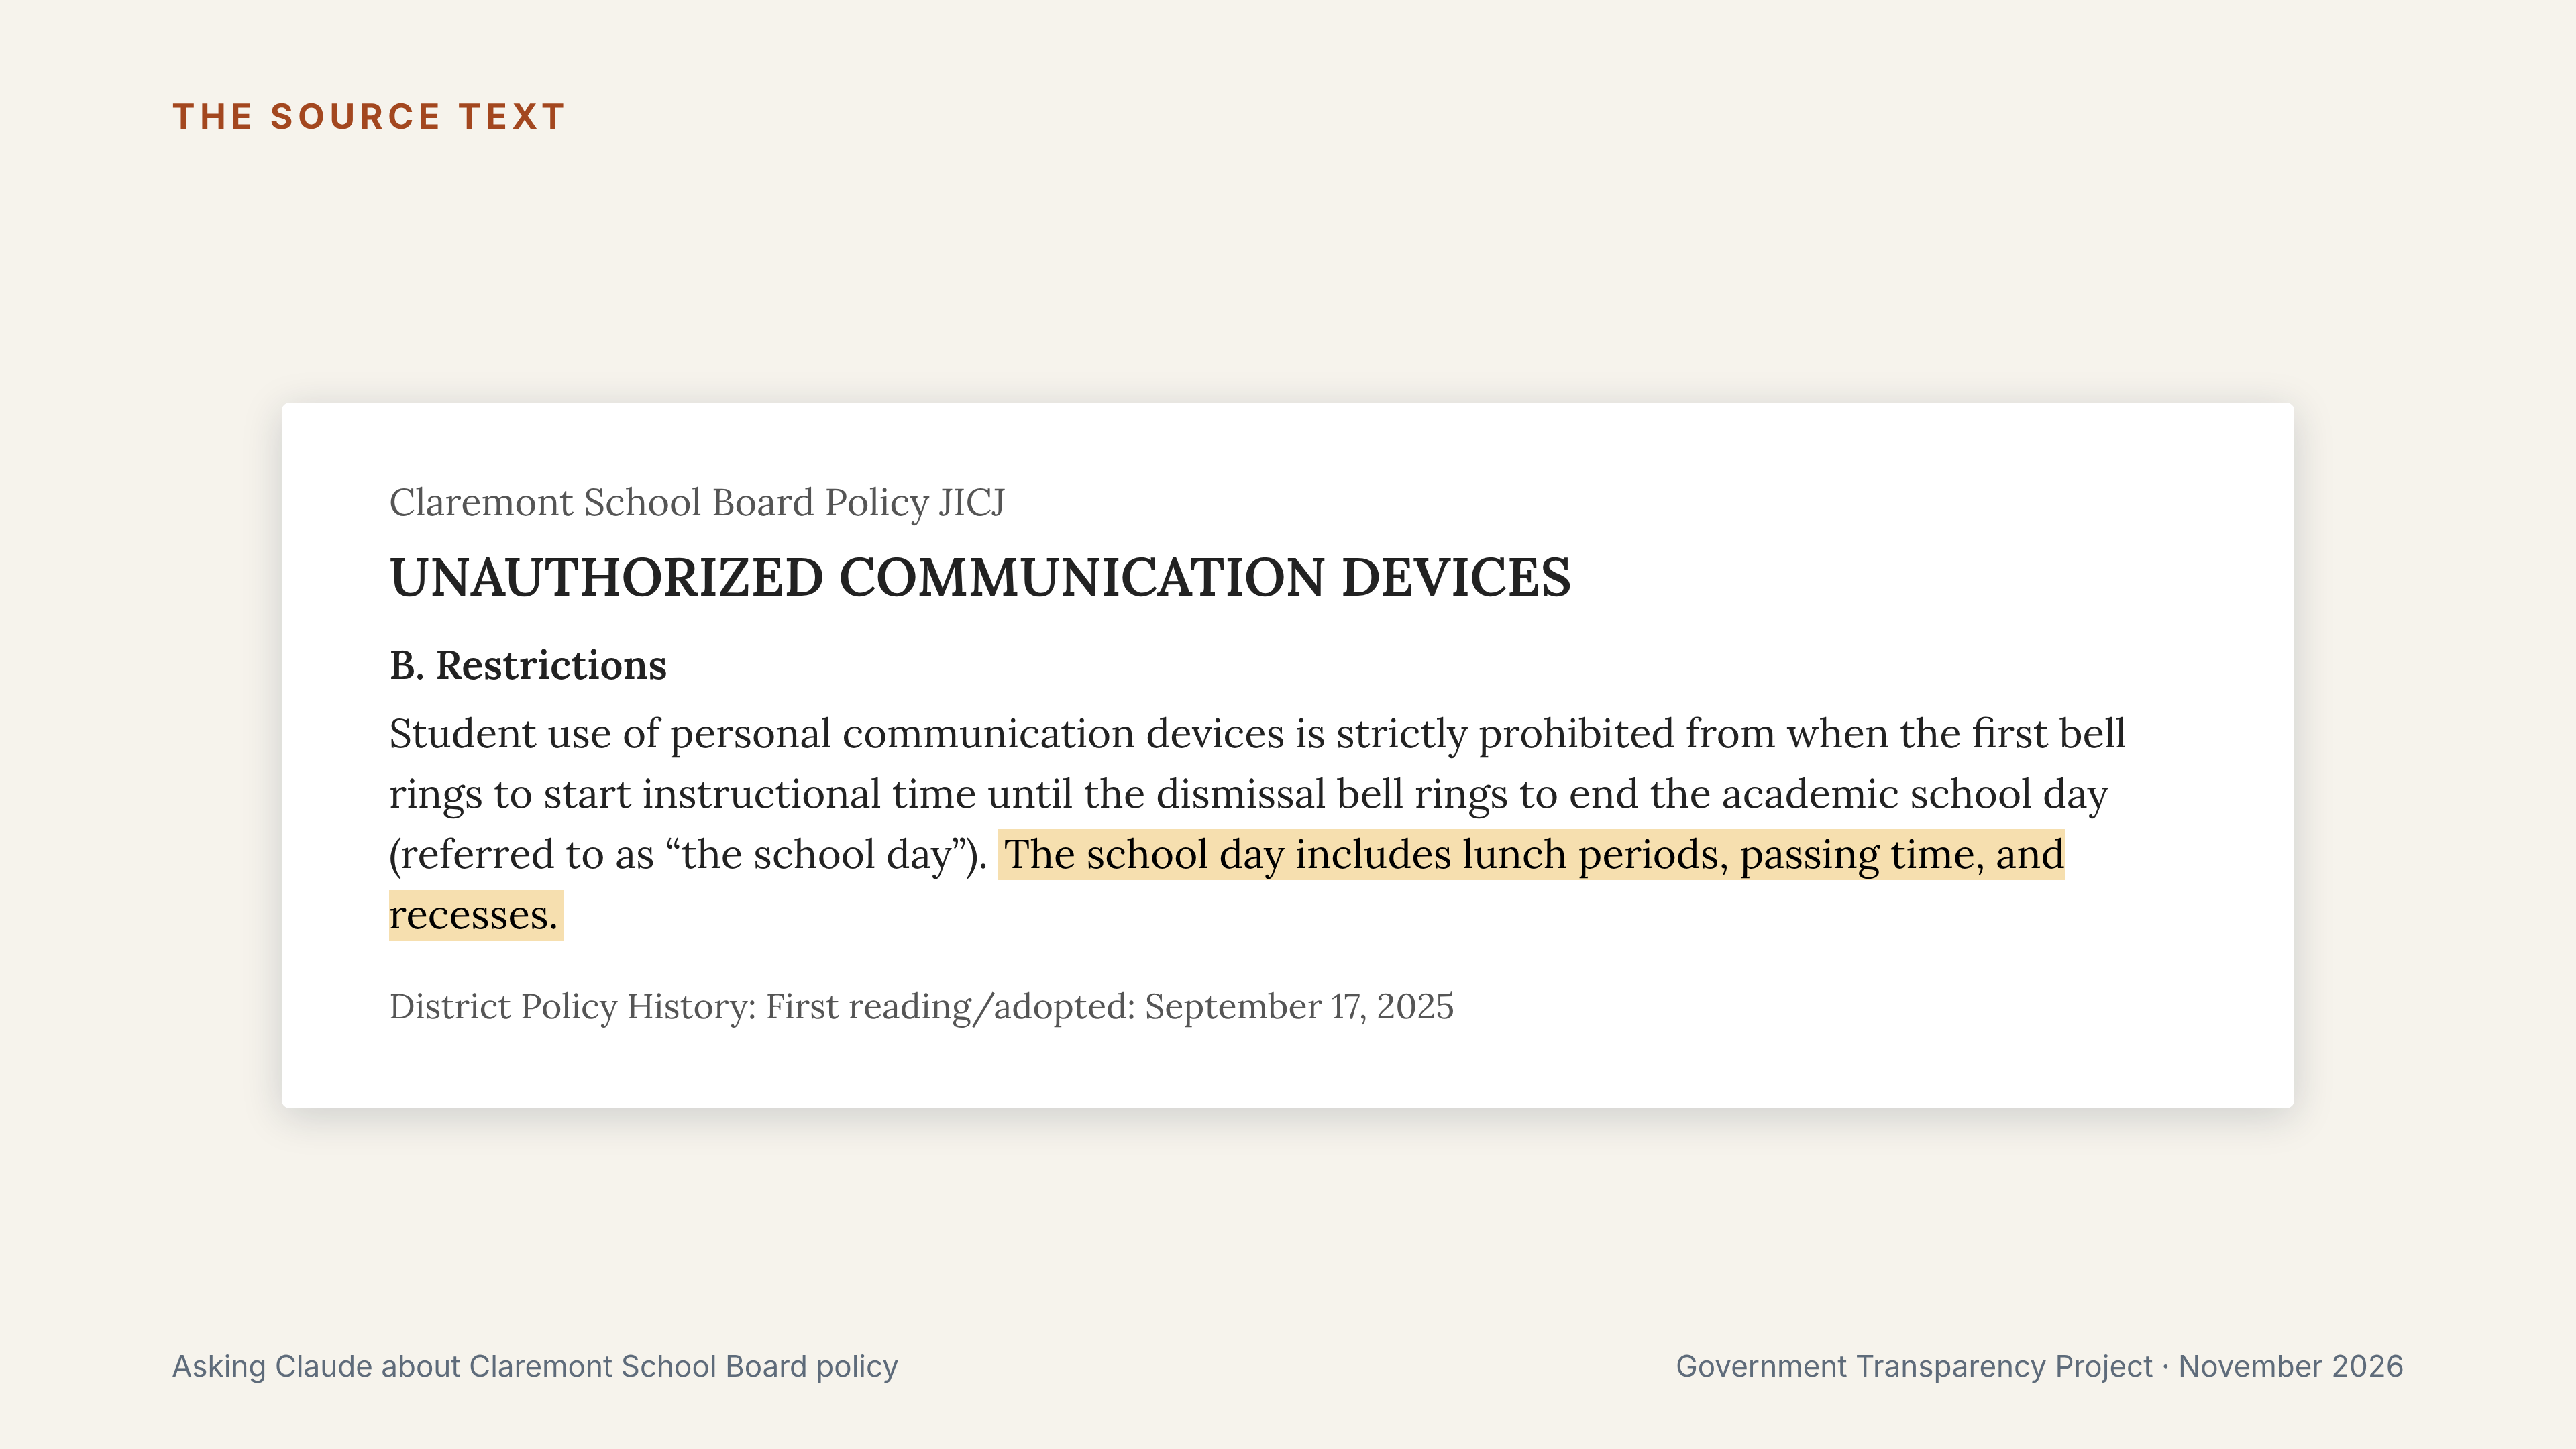 THE SOURCE TEXT
Claremont School Board Policy JICJ
UNAUTHORIZED COMMUNICATION DEVICES
B. Restrictions
Student use of personal communication devices is strictly prohibited from when the first bell
rings to start instructional time until the dismissal bell rings to end the academic school day
(referred to as “the school day”). The school day includes lunch periods, passing time, and
recesses.
District Policy History: First reading/adopted: September 17, 2025
Asking Claude about Claremont School Board policy
Government Transparency Project · November 2026